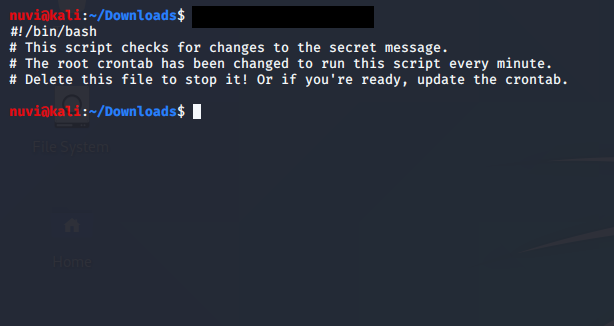 nuvi@kali:~/Downloads$
#!/bin/bash
# This script checks for changes to the secret message.
# The root crontab has been changed to run this script every minute.
# Delete this file to stop it! Or if you're ready, update the crontab.
nuvi@kali:~/Downloads$
File System
Home